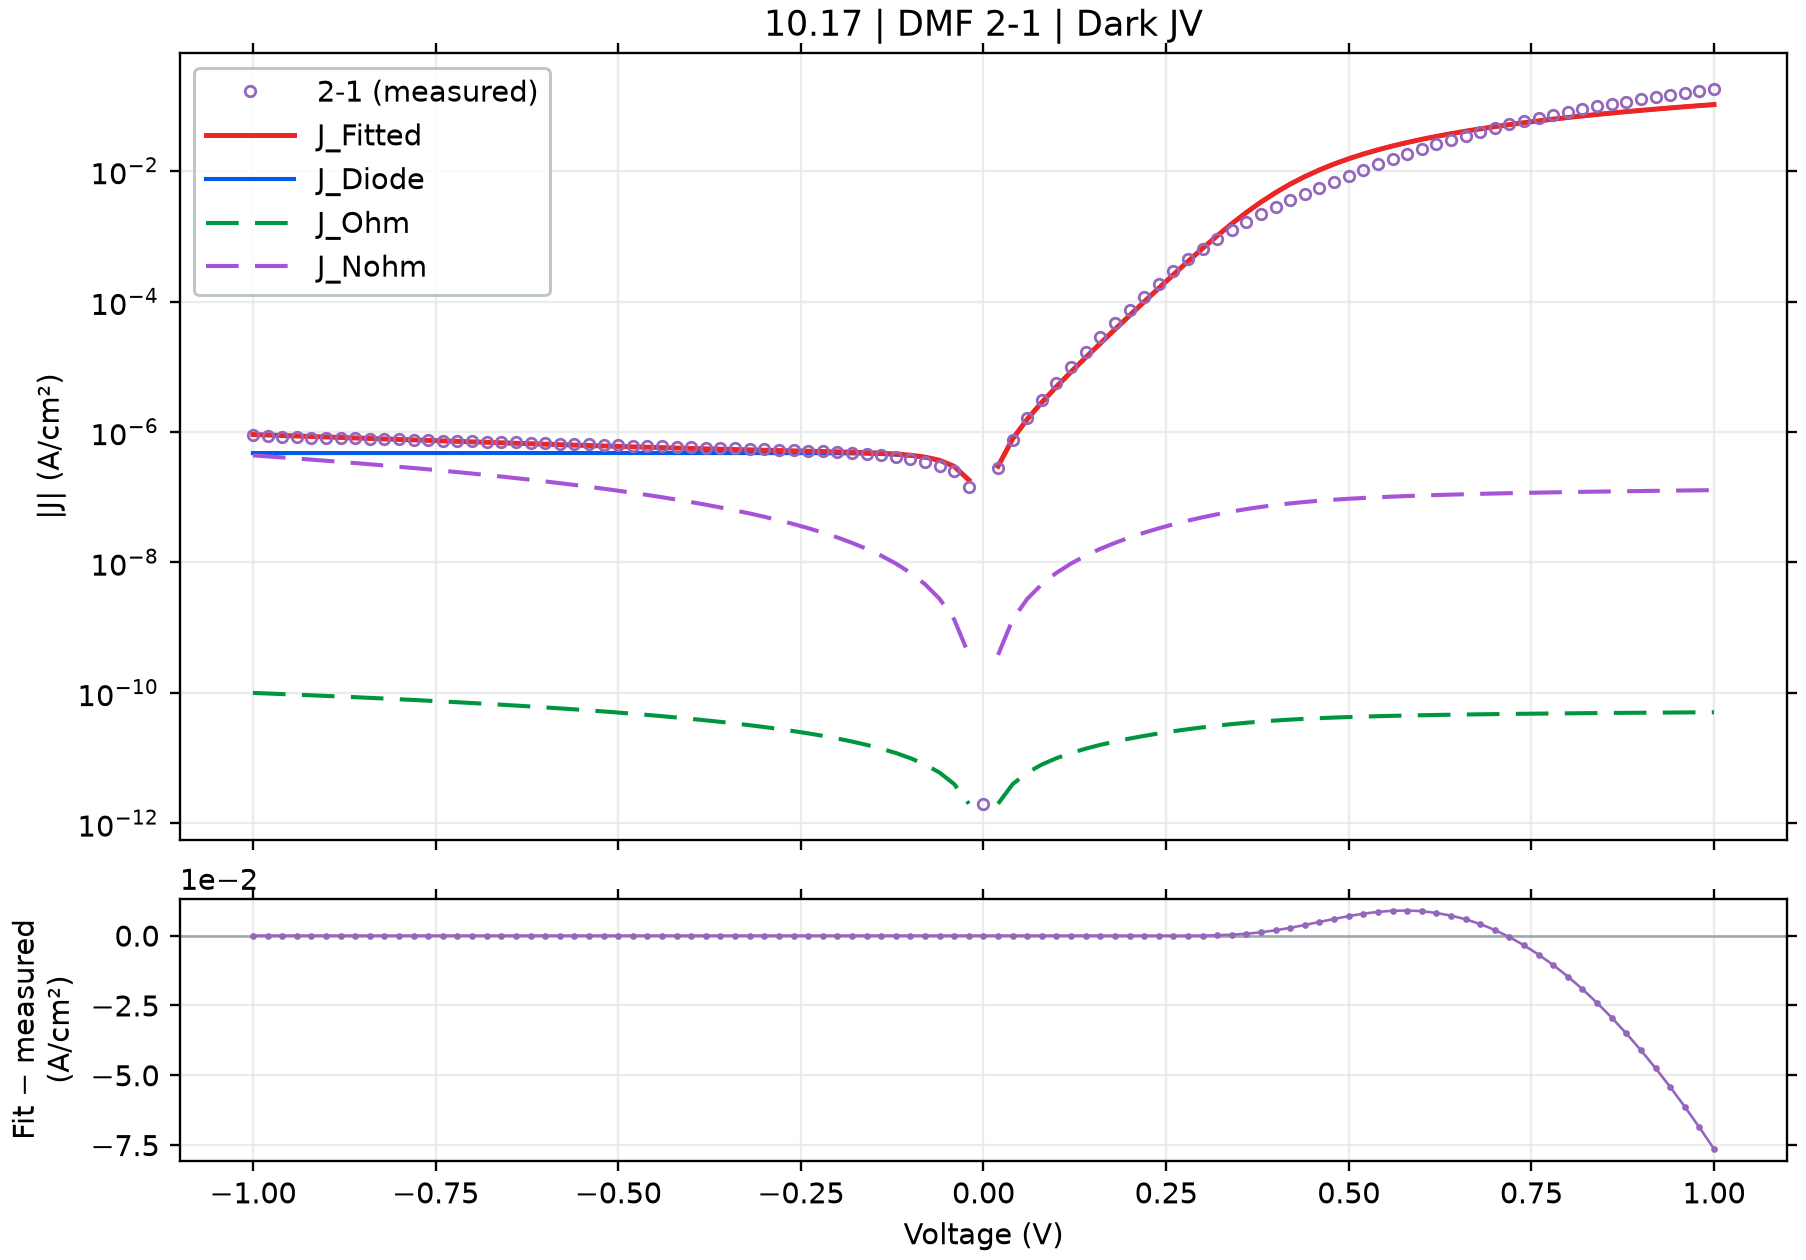 10.17 | DMF 2-1 | Dark JV
2-1 (measured)
J_Fitted
J_Diode
J_Ohm
J_Nohm
|J| (A/cm²)
10⁻²
10⁻⁴
10⁻⁶
10⁻⁸
10⁻¹⁰
10⁻¹²
1e−2
Fit − measured
(A/cm²)
0.0
−2.5
−5.0
−7.5
−1.00 −0.75 −0.50 −0.25 0.00 0.25 0.50 0.75 1.00
Voltage (V)